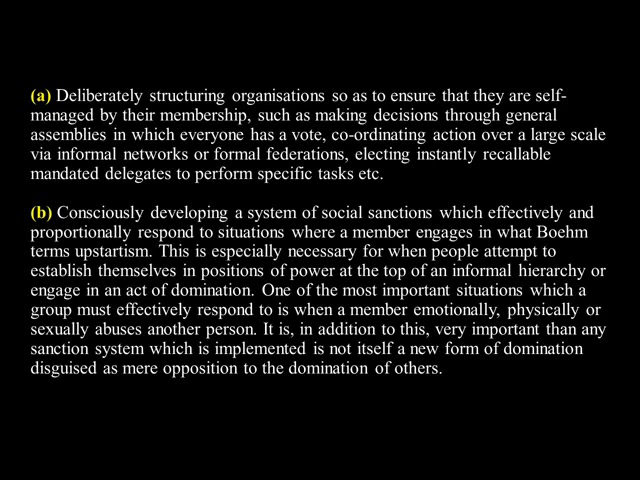 (a) Deliberately structuring organisations so as to ensure that they are self-
managed by their membership, such as making decisions through general
assemblies in which everyone has a vote, co-ordinating action over a large scale
via informal networks or formal federations, electing instantly recallable
mandated delegates to perform specific tasks etc.
(b) Consciously developing a system of social sanctions which effectively and
proportionally respond to situations where a member engages in what Boehm
terms upstartism. This is especially necessary for when people attempt to
establish themselves in positions of power at the top of an informal hierarchy or
engage in an act of domination. One of the most important situations which a
group must effectively respond to is when a member emotionally, physically or
sexually abuses another person. It is, in addition to this, very important than any
sanction system which is implemented is not itself a new form of domination
disguised as mere opposition to the domination of others.